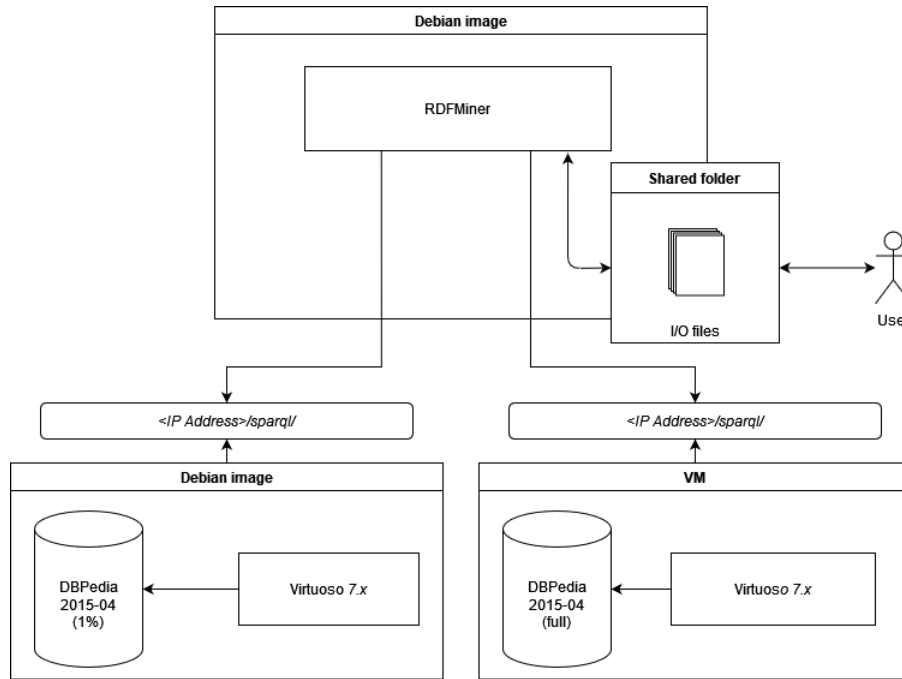 Debian image
RDFMiner
Shared folder
I/O files
Use
<IP Address>/sparql/
<IP Address>/sparql/
Debian image
VM
DBPedia
2015-04
(1%)
Virtuoso 7.x
DBPedia
2015-04
(full)
Virtuoso 7.x